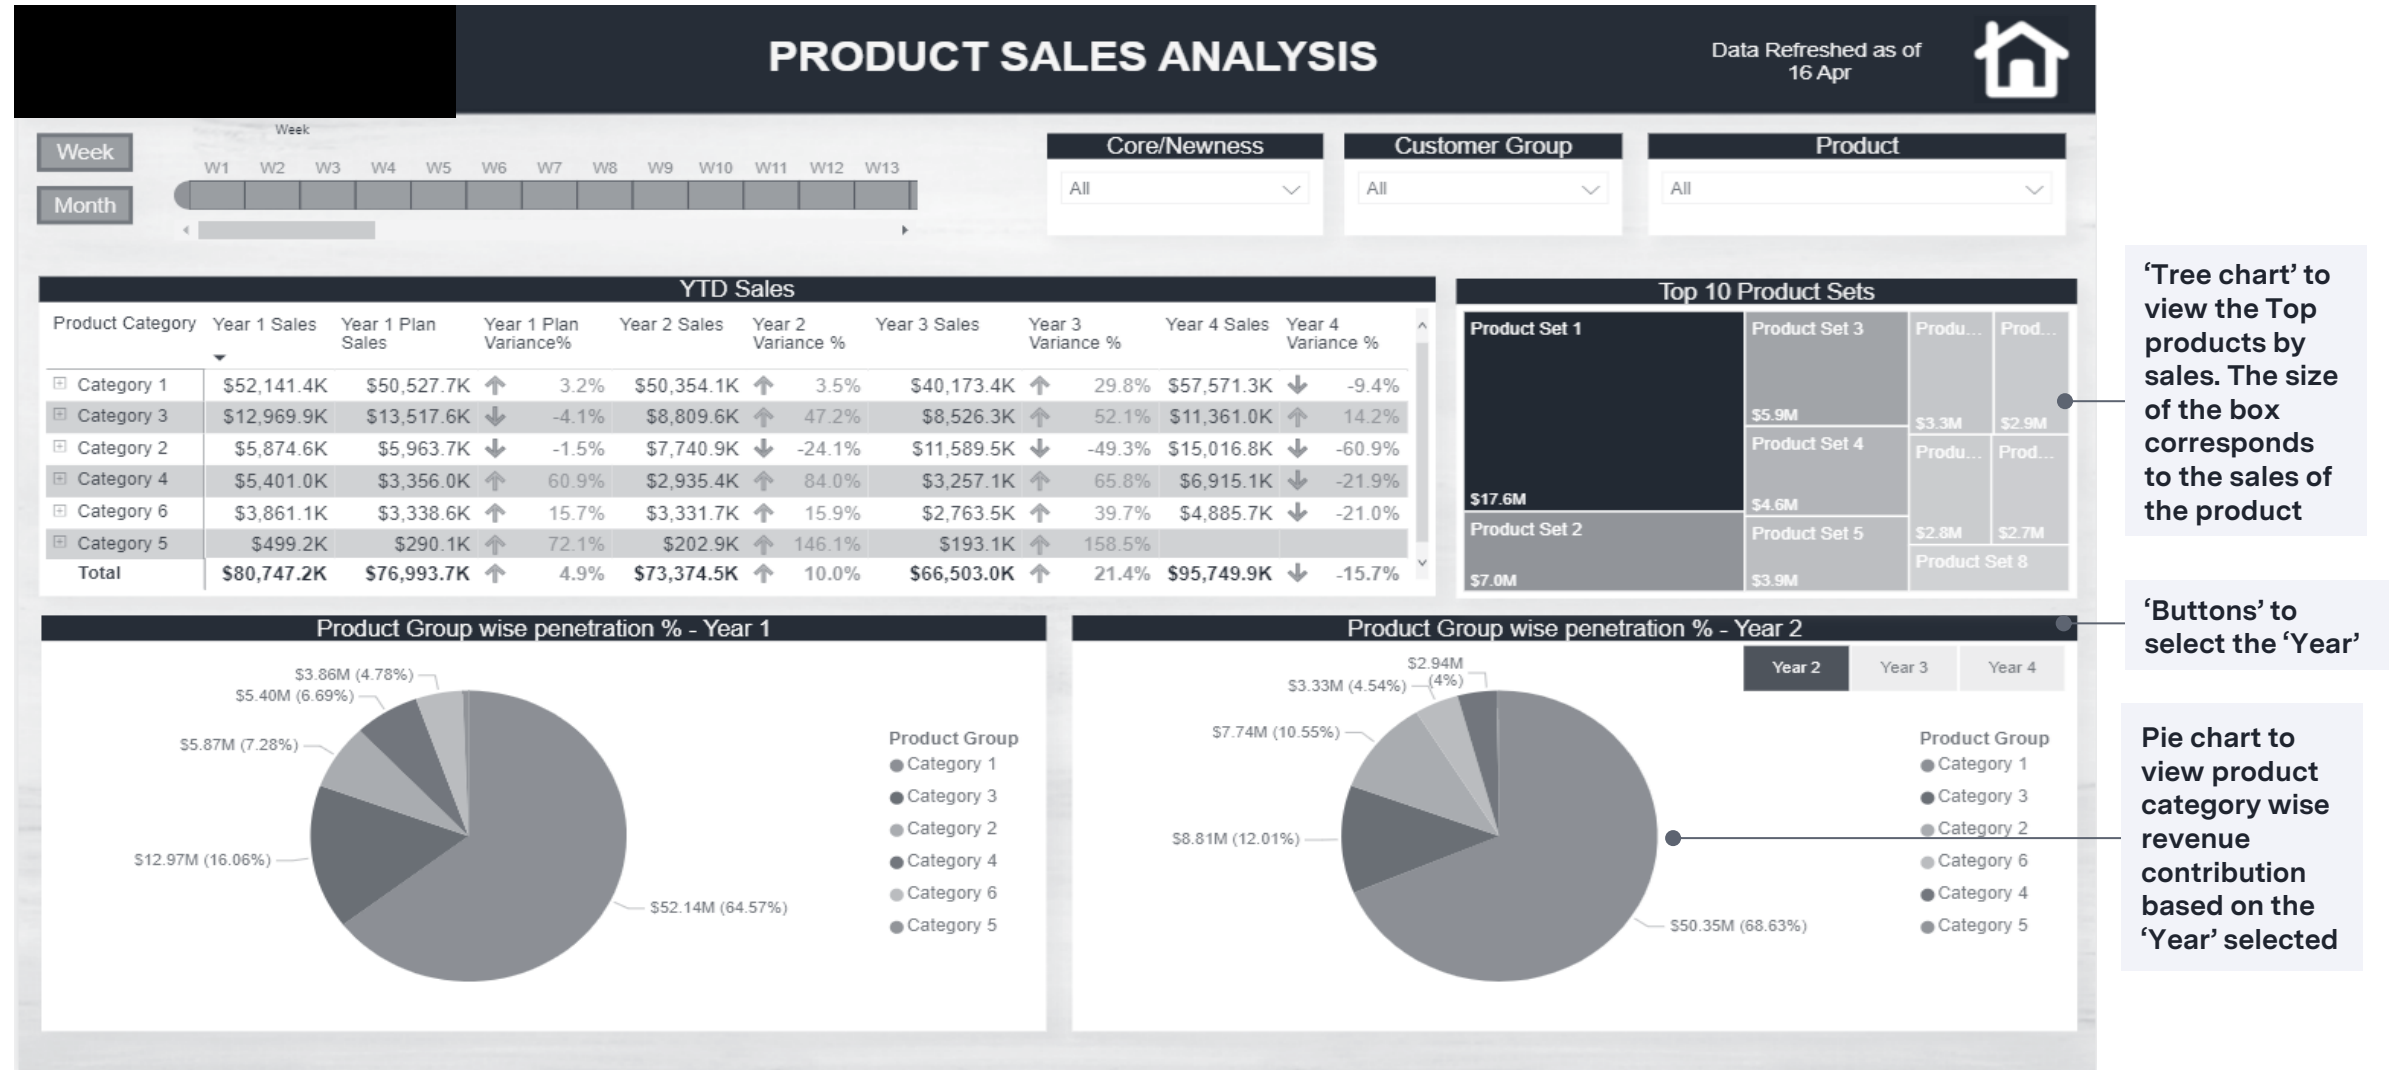 PRODUCT SALES ANALYSIS
Data Refreshed as of
16 Apr
Week
Month
Week
W1 W2 W3 W4 W5 W6 W7 W8 W9 W10 W11 W12 W13
Core/Newness
All
Customer Group
All
Product
All
YTD Sales
Product Category Year 1 Sales Year 1 Plan Sales Year 1 Plan Variance% Year 2 Sales Year 2 Variance % Year 3 Sales Year 3 Variance % Year 4 Sales Year 4 Variance %
Category 1 $52,141.4K $50,527.7K 3.2% $50,354.1K 3.5% $40,173.4K 29.8% $57,571.3K -9.4%
Category 3 $12,969.9K $13,517.6K -4.1% $8,809.6K 47.2% $8,526.3K 52.1% $11,361.0K 14.2%
Category 2 $5,874.6K $5,963.7K -1.5% $7,740.9K -24.1% $11,589.5K -49.3% $15,016.8K -60.9%
Category 4 $5,401.0K $3,356.0K 60.9% $2,935.4K 84.0% $3,257.1K 65.8% $6,915.1K -21.9%
Category 6 $3,861.1K $3,338.6K 15.7% $3,331.7K 15.9% $2,763.5K 39.7% $4,885.7K -21.0%
Category 5 $499.2K $290.1K 72.1% $202.9K 146.1% $193.1K 158.5%
Total $80,747.2K $76,993.7K 4.9% $73,374.5K 10.0% $66,503.0K 21.4% $95,749.9K -15.7%
Top 10 Product Sets
Product Set 1
$17.6M
Product Set 2
$7.0M
Product Set 3
$5.9M
Product Set 4
$4.6M
Product Set 5
$3.9M
Produ...
$3.3M
Prod...
$2.9M
Produ...
$2.8M
Prod...
$2.7M
Product Set 8
‘Tree chart’ to
view the Top
products by
sales. The size
of the box
corresponds
to the sales of
the product
‘Buttons’ to
select the ‘Year’
Product Group wise penetration % - Year 1
$3.86M (4.78%)
$5.40M (6.69%)
$5.87M (7.28%)
$12.97M (16.06%)
$52.14M (64.57%)
Product Group
Category 1
Category 3
Category 2
Category 4
Category 6
Category 5
Product Group wise penetration % - Year 2
Year 2 Year 3 Year 4
$2.94M
(4%)
$3.33M (4.54%)
$7.74M (10.55%)
$8.81M (12.01%)
$50.35M (68.63%)
Product Group
Category 1
Category 3
Category 2
Category 6
Category 4
Category 5
Pie chart to
view product
category wise
revenue
contribution
based on the
‘Year’ selected